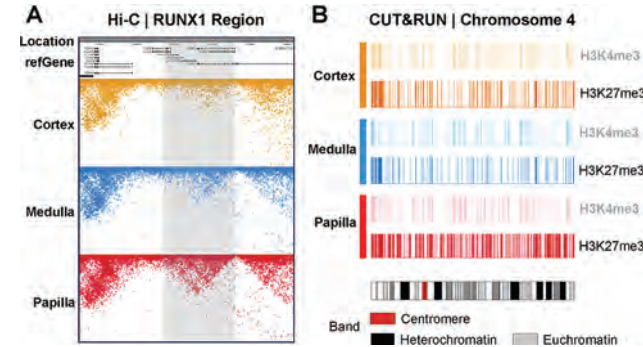 A
Hi-C | RUNX1 Region
Location
refGene
Cortex
Medulla
Papilla
B
CUT&RUN | Chromosome 4
Cortex
H3K4me3
H3K27me3
Medulla
H3K4me3
H3K27me3
Papilla
H3K4me3
H3K27me3
Band
Centromere
Heterochromatin
Euchromatin